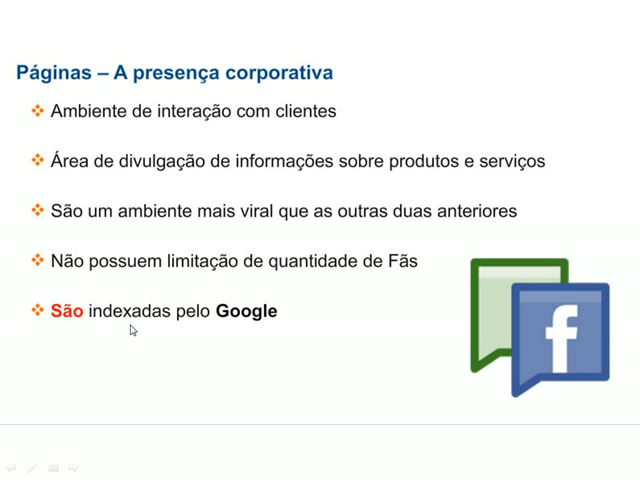 Páginas – A presença corporativa
Ambiente de interação com clientes
Área de divulgação de informações sobre produtos e serviços
São um ambiente mais viral que as outras duas anteriores
Não possuem limitação de quantidade de Fãs
São indexadas pelo Google
f